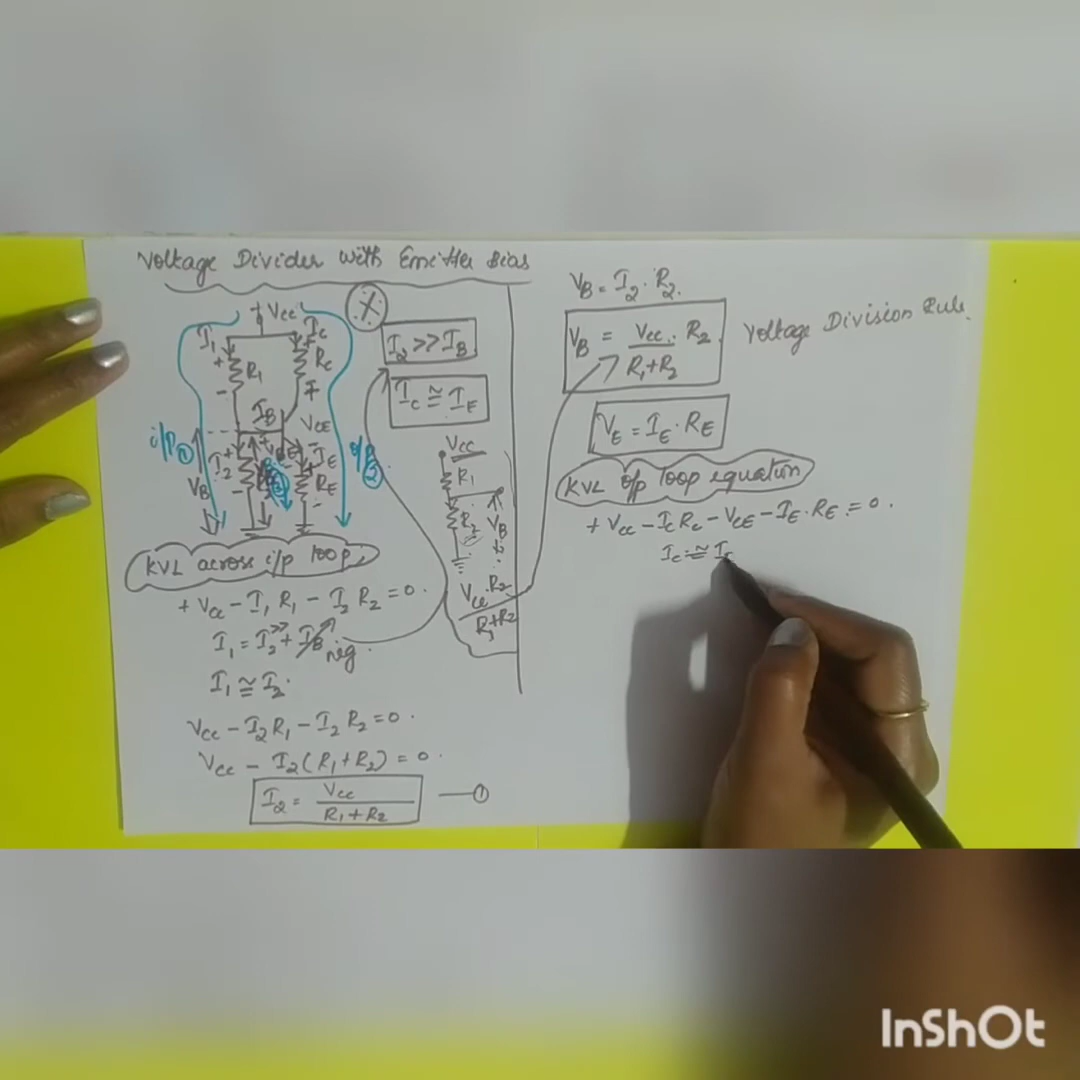 Voltage Divider with Emitter Bias
+Vcc
I1
Ic
+
R1
Rc
-
IB
VCE
i/p ①
I2
+
IE
RE
VB
-
o/p ②
X
I2 >> IB
Ic ≅ IE
Vcc
R1
R2
VB
Vcc · R2
R1+R2
KVL across i/p loop
+ Vcc - I1 R1 - I2 R2 = 0.
I1 = I2 >> + IB neg.
I1 ≅ I2.
Vcc - I2 R1 - I2 R2 = 0.
Vcc - I2 (R1 + R2) = 0.
I2 = Vcc
R1 + R2
— ①
VB = I2 · R2.
VB = Vcc . R2
R1+R2
Voltage Division Rule.
VE = IE · RE
KVL o/p loop equation
+ Vcc - Ic Rc - VCE - IE · RE = 0.
Ic ≅ I
InShOt